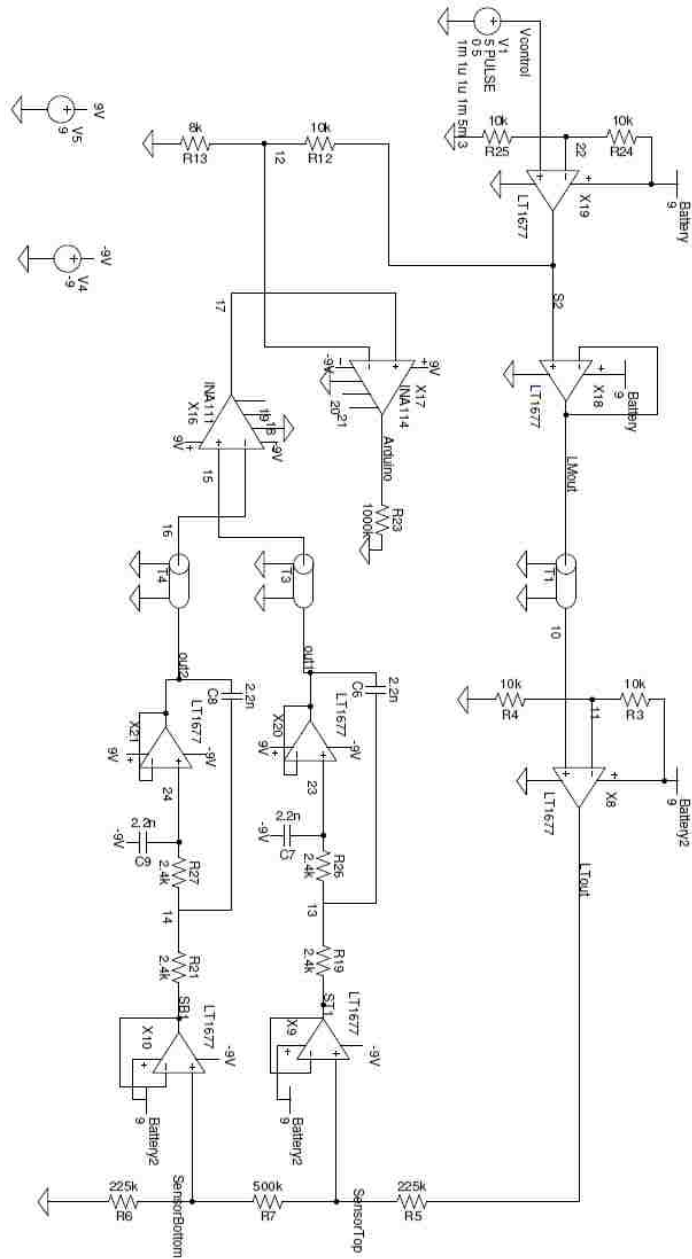 Vcontrol
V1
5 PULSE
0 5
1m 1u 1u 1m 5m 3
10k
R25
22
10k
R24
+
-
+
X19
LT1677
Battery
9
9V
V5
9
-9V
V4
-9
8k
R13
12
10k
R12
S2
+
-
+
X18
LT1677
Battery
9
LMout
T1
10
10k
R4
11
10k
R3
+
-
+
X8
LT1677
Battery2
9
LTout
17
-
+
-9V
9V
+
X17
INA114
20
21
Arduino
R23
1000k
INA111
X16
19
18
9V
+
-9V
+
-
15
16
T4
T3
out2
out1
C8
2.2n
C6
2.2n
X21
LT1677
9V
+
-9V
-
+
X20
LT1677
9V
+
-9V
-
+
24
23
2.2n
-9V
C9
2.2n
-9V
C7
R27
2.4k
R26
2.4k
14
13
R21
2.4k
R19
2.4k
SB1
ST1
X10
LT1677
-9V
+
-
+
Battery2
9
X9
LT1677
-9V
+
-
+
Battery2
9
SensorBottom
SensorTop
225k
R6
500k
R7
225k
R5